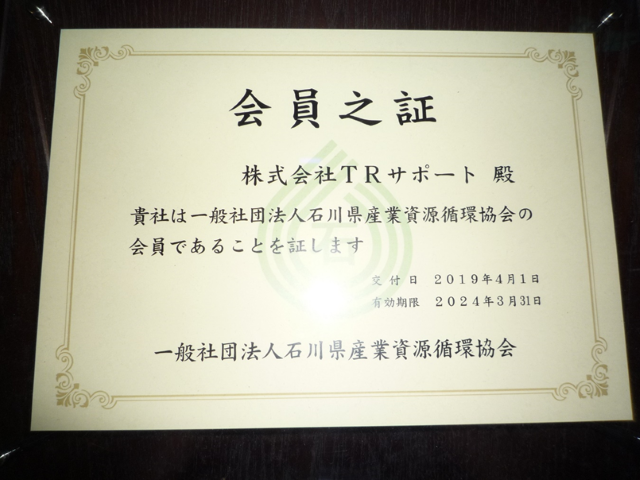 会員之証
株式会社TRサポート 殿
貴社は一般社団法人石川県産業資源循環協会の
会員であることを証します
交付日 2019年4月1日
有効期限 2024年3月31日
一般社団法人石川県産業資源循環協会